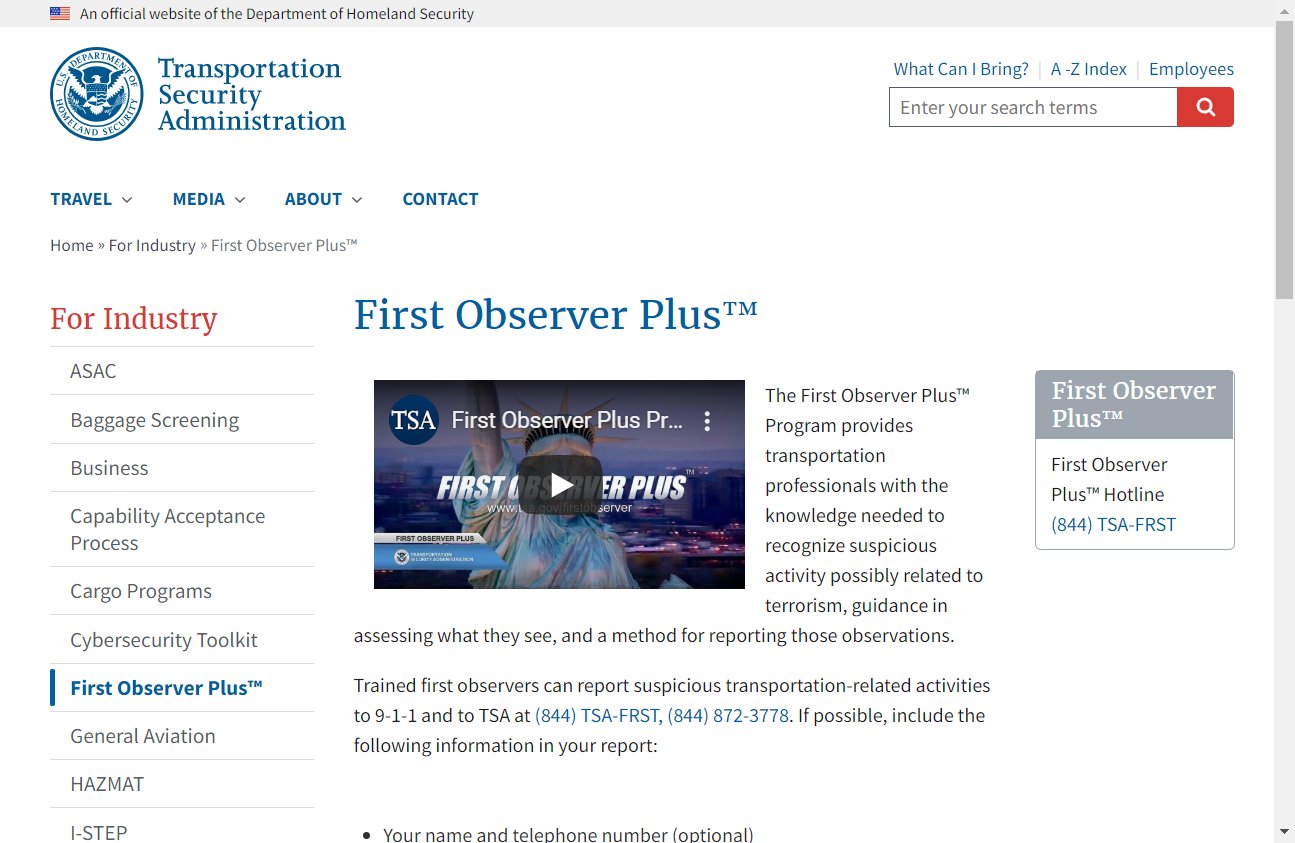 An official website of the Department of Homeland Security
U.S. DEPARTMENT OF HOMELAND SECURITY
Transportation
Security
Administration
What Can I Bring?
A -Z Index
Employees
Enter your search terms
TRAVEL
MEDIA
ABOUT
CONTACT
Home » For Industry » First Observer Plus™
For Industry
ASAC
Baggage Screening
Business
Capability Acceptance
Process
Cargo Programs
Cybersecurity Toolkit
First Observer Plus™
General Aviation
HAZMAT
I-STEP
First Observer Plus™
TSA First Observer Plus Pr...
FIRST OBSERVER PLUS™
www.tsa.gov/firstobserver
FIRST OBSERVER PLUS
TRANSPORTATION
SECURITY ADMINISTRATION
The First Observer Plus™
Program provides
transportation
professionals with the
knowledge needed to
recognize suspicious
activity possibly related to
terrorism, guidance in
assessing what they see, and a method for reporting those observations.
Trained first observers can report suspicious transportation-related activities
to 9-1-1 and to TSA at (844) TSA-FRST, (844) 872-3778. If possible, include the
following information in your report:
• Your name and telephone number (optional)
First Observer
Plus™
First Observer
Plus™ Hotline
(844) TSA-FRST